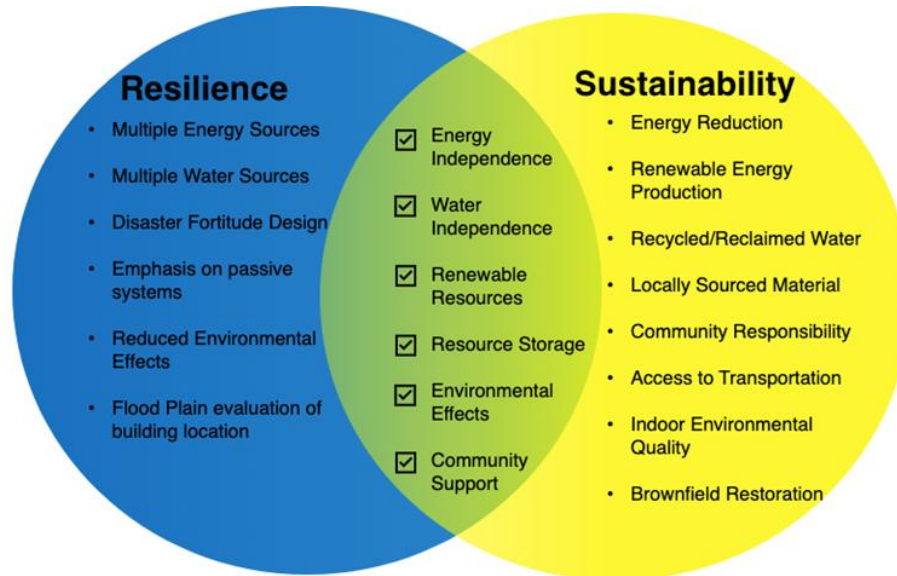 Resilience
• Multiple Energy Sources
• Multiple Water Sources
• Disaster Fortitude Design
• Emphasis on passive
systems
• Reduced Environmental
Effects
• Flood Plain evaluation of
building location
☑ Energy
Independence
☑ Water
Independence
☑ Renewable
Resources
☑ Resource Storage
☑ Environmental
Effects
☑ Community
Support
Sustainability
• Energy Reduction
• Renewable Energy
Production
• Recycled/Reclaimed Water
• Locally Sourced Material
• Community Responsibility
• Access to Transportation
• Indoor Environmental
Quality
• Brownfield Restoration